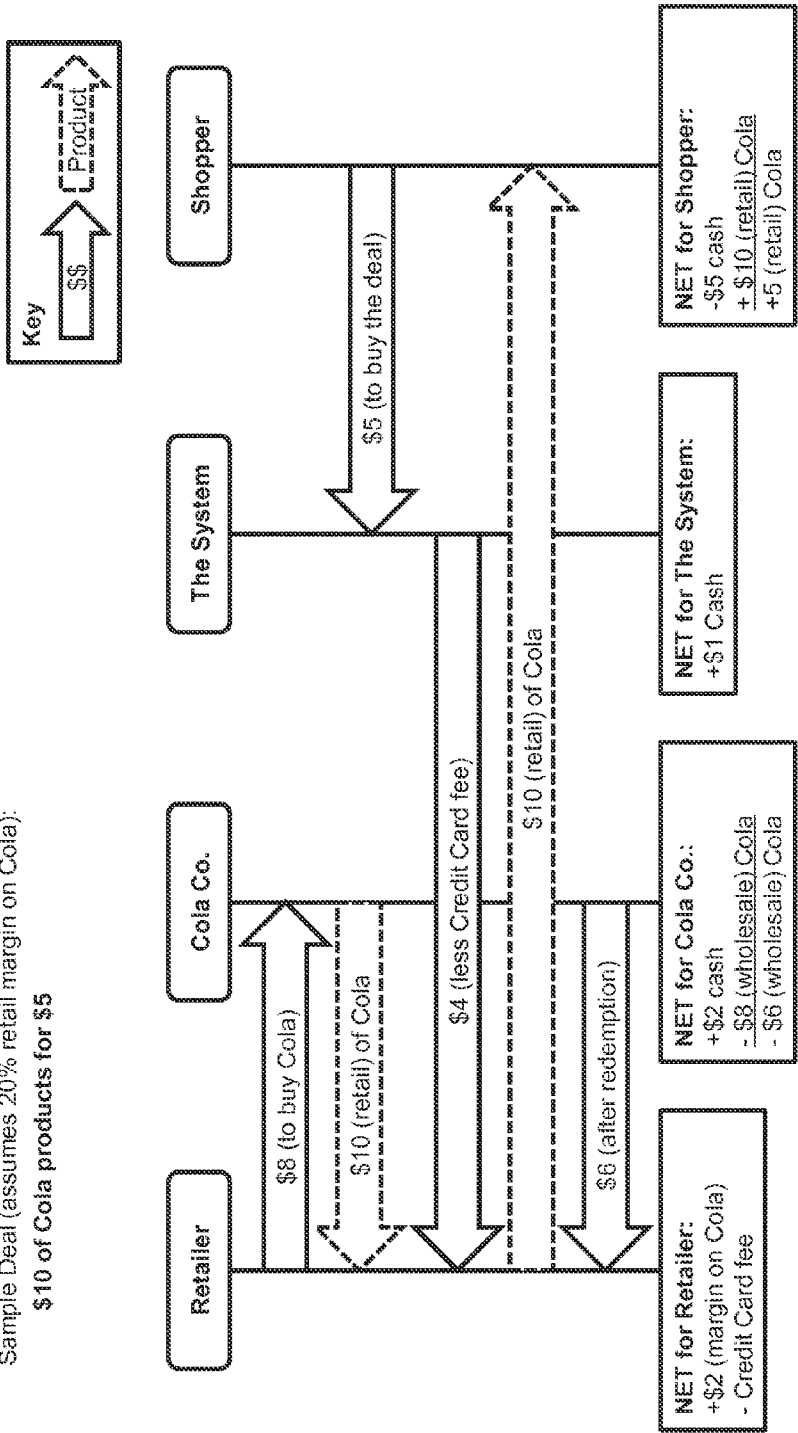 Sample Deal (assumes 20% retail margin on Cola):
$10 of Cola products for $5
Key
$$
Product
Retailer
Cola Co.
The System
Shopper
$8 (to buy Cola)
$10 (retail) of Cola
$5 (to buy the deal)
$4 (less Credit Card fee)
$10 (retail) of Cola
$6 (after redemption)
NET for Retailer:
+$2 (margin on Cola)
- Credit Card fee
NET for Cola Co.:
+$2 cash
- $8 (wholesale) Cola
- $6 (wholesale) Cola
NET for The System:
+$1 Cash
NET for Shopper:
-$5 cash
+ $10 (retail) Cola
+5 (retail) Cola